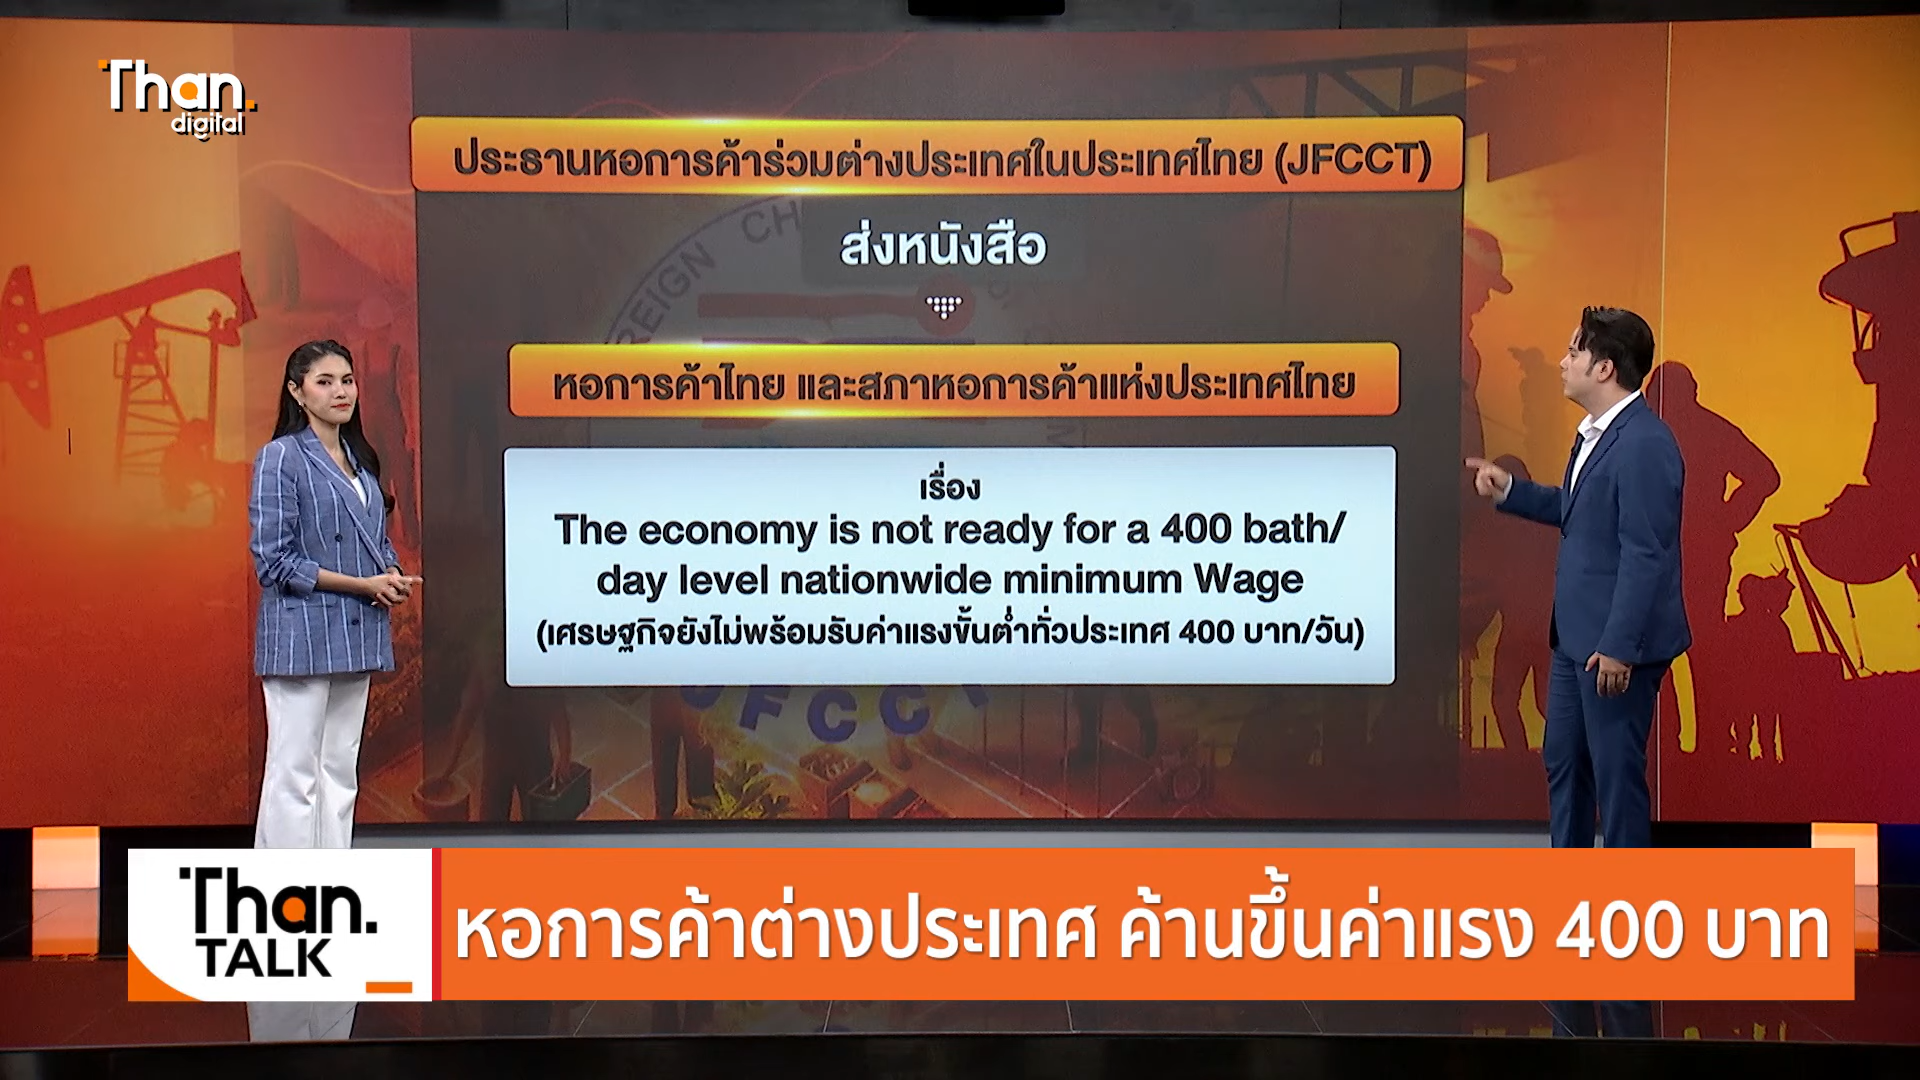 Than.
digital
ประธานหอการค้าร่วมต่างประเทศในประเทศไทย (JFCCT)
ส่งหนังสือ
REIGN CH
หอการค้าไทย และสภาหอการค้าแห่งประเทศไทย
เรื่อง
The economy is not ready for a 400 bath/
day level nationwide minimum Wage
(เศรษฐกิจยังไม่พร้อมรับค่าแรงขั้นต่ำทั่วประเทศ 400 บาท/วัน)
JFCCT
Than.
TALK
หอการค้าต่างประเทศ ค้านขึ้นค่าแรง 400 บาท